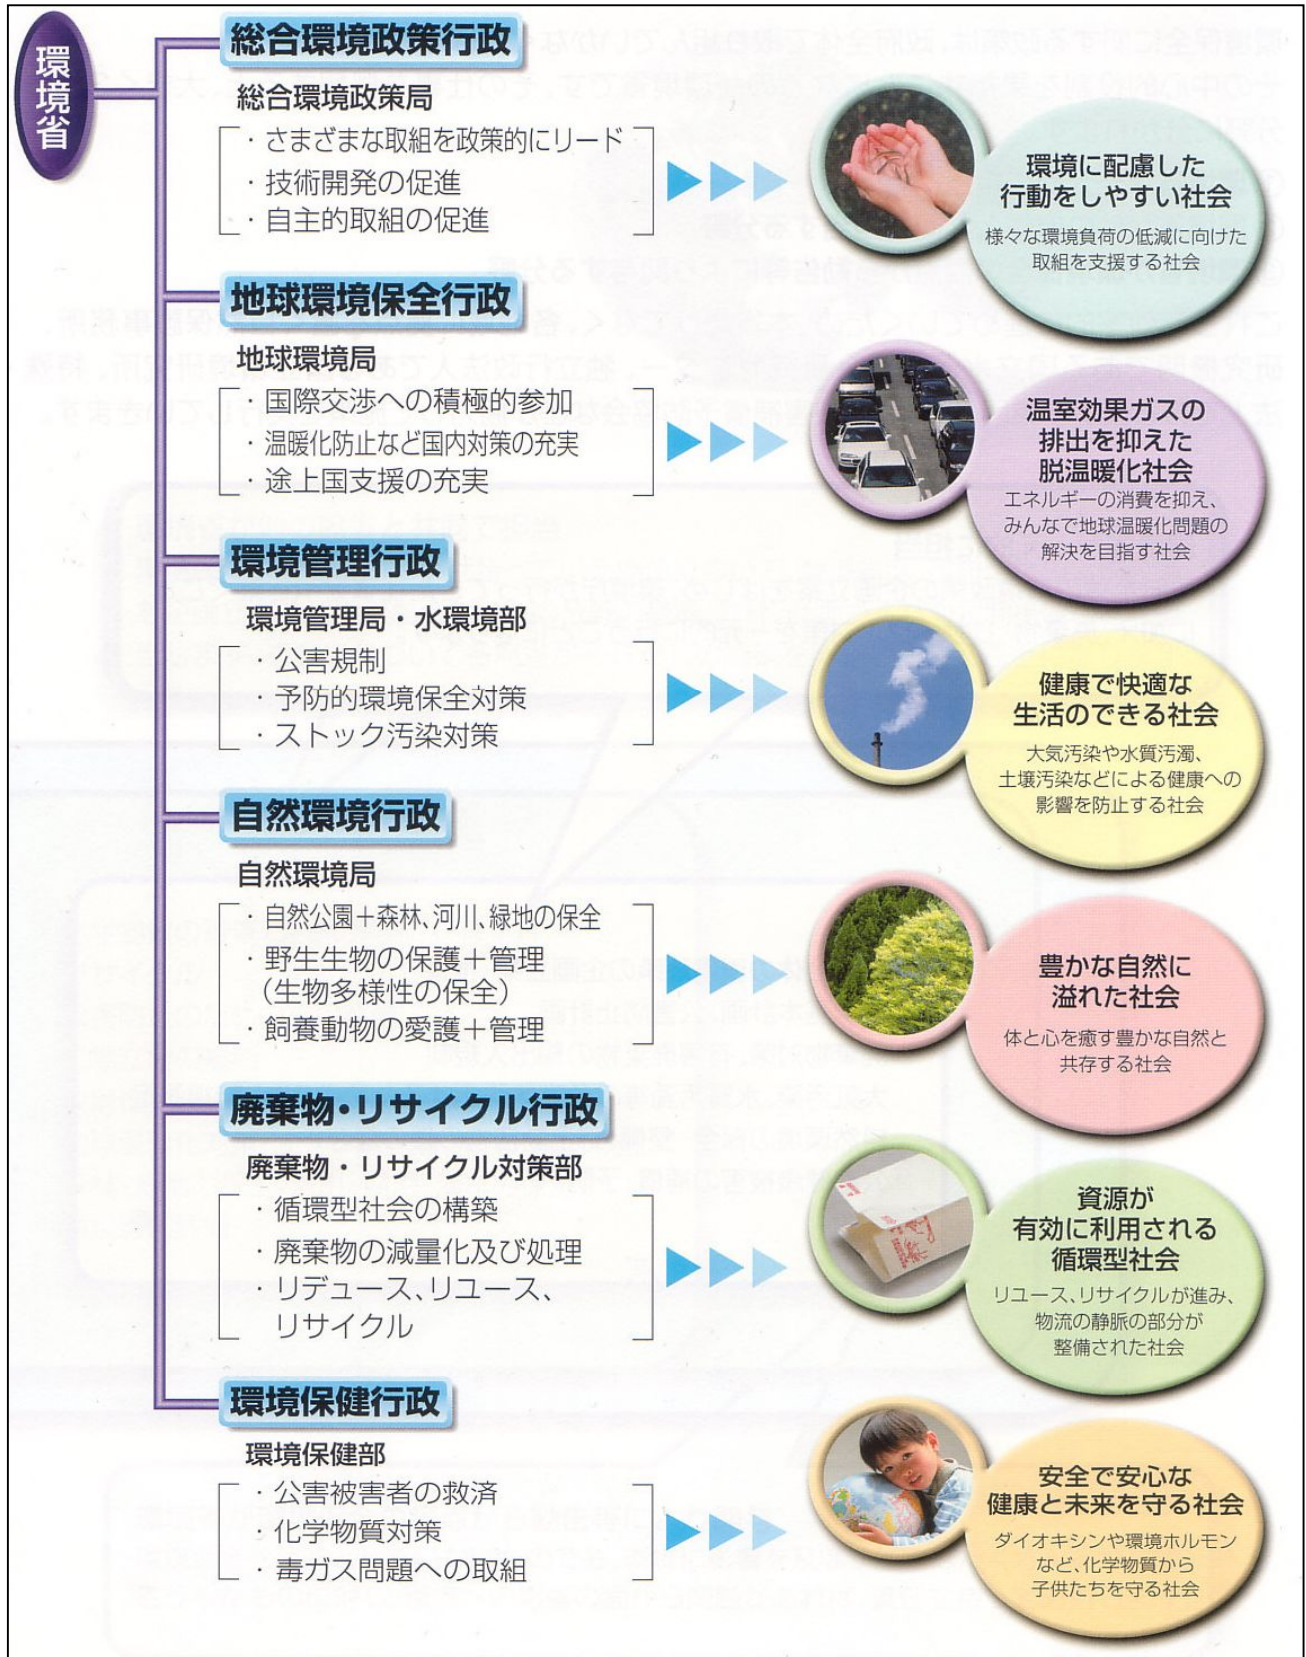 環境省
総合環境政策行政
総合環境政策局
・さまざまな取組を政策的にリード
・技術開発の促進
・自主的取組の促進
環境に配慮した
行動をしやすい社会
様々な環境負荷の低減に向けた
取組を支援する社会
地球環境保全行政
地球環境局
・国際交渉への積極的参加
・温暖化防止など国内対策の充実
・途上国支援の充実
温室効果ガスの
排出を抑えた
脱温暖化社会
エネルギーの消費を抑え、
みんなで地球温暖化問題の
解決を目指す社会
環境管理行政
環境管理局・水環境部
・公害規制
・予防的環境保全対策
・ストック汚染対策
健康で快適な
生活のできる社会
大気汚染や水質汚濁、
土壌汚染などによる健康への
影響を防止する社会
自然環境行政
自然環境局
・自然公園＋森林、河川、緑地の保全
・野生生物の保護＋管理
（生物多様性の保全）
・飼養動物の愛護＋管理
豊かな自然に
溢れた社会
体と心を癒す豊かな自然と
共存する社会
廃棄物・リサイクル行政
廃棄物・リサイクル対策部
・循環型社会の構築
・廃棄物の減量化及び処理
・リデュース、リユース、
リサイクル
資源が
有効に利用される
循環型社会
リユース、リサイクルが進み、
物流の静脈の部分が
整備された社会
環境保健行政
環境保健部
・公害被害者の救済
・化学物質対策
・毒ガス問題への取組
安全で安心な
健康と未来を守る社会
ダイオキシンや環境ホルモン
など、化学物質から
子供たちを守る社会